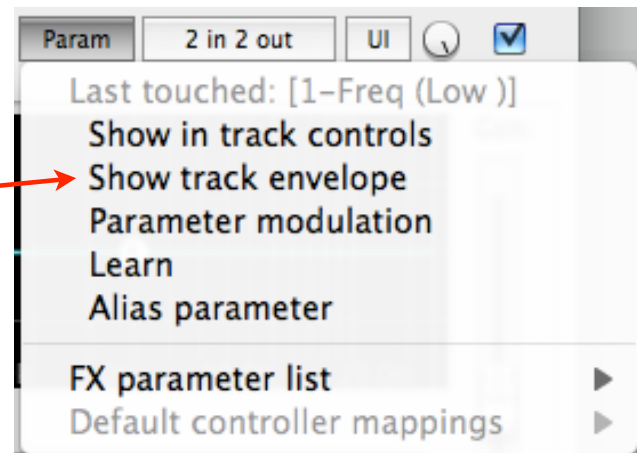 Param 2 in 2 out UI
Last touched: [1-Freq (Low )]
Show in track controls
Show track envelope
Parameter modulation
Learn
Alias parameter
FX parameter list
Default controller mappings